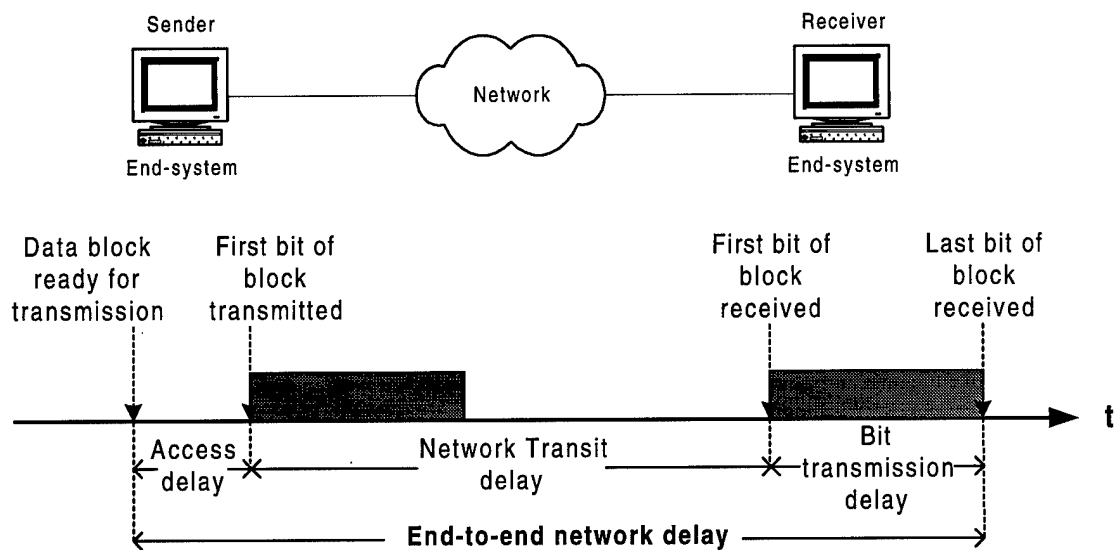 Sender
Receiver
Network
End-system
End-system
Data block
ready for
transmission
First bit of
block
transmitted
First bit of
block
received
Last bit of
block
received
t
Access
delay
Network Transit
delay
Bit
transmission
delay
End-to-end network delay